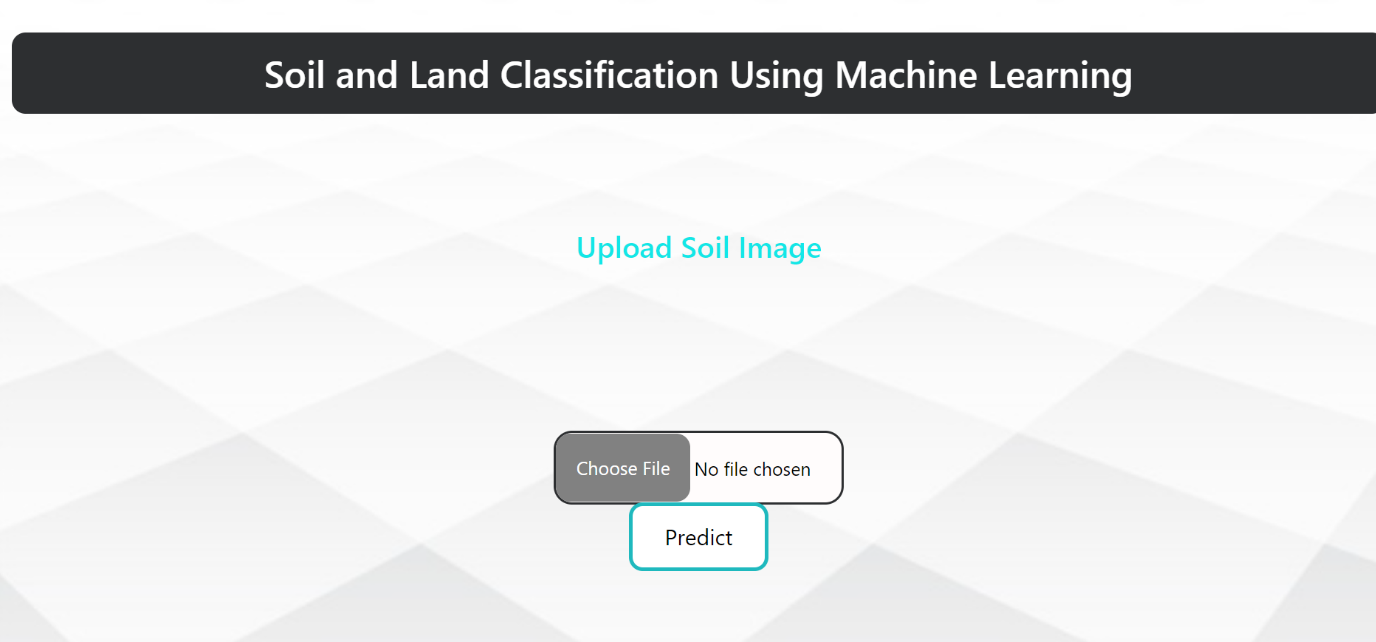 Soil and Land Classification Using Machine Learning
Upload Soil Image
Choose File No file chosen
Predict